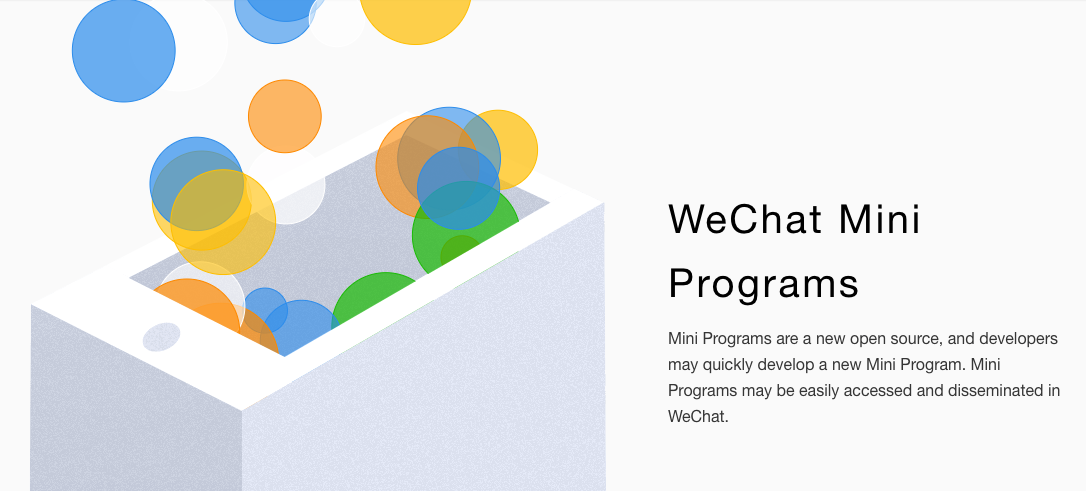 WeChat Mini
Programs
Mini Programs are a new open source, and developers
may quickly develop a new Mini Program. Mini
Programs may be easily accessed and disseminated in
WeChat.